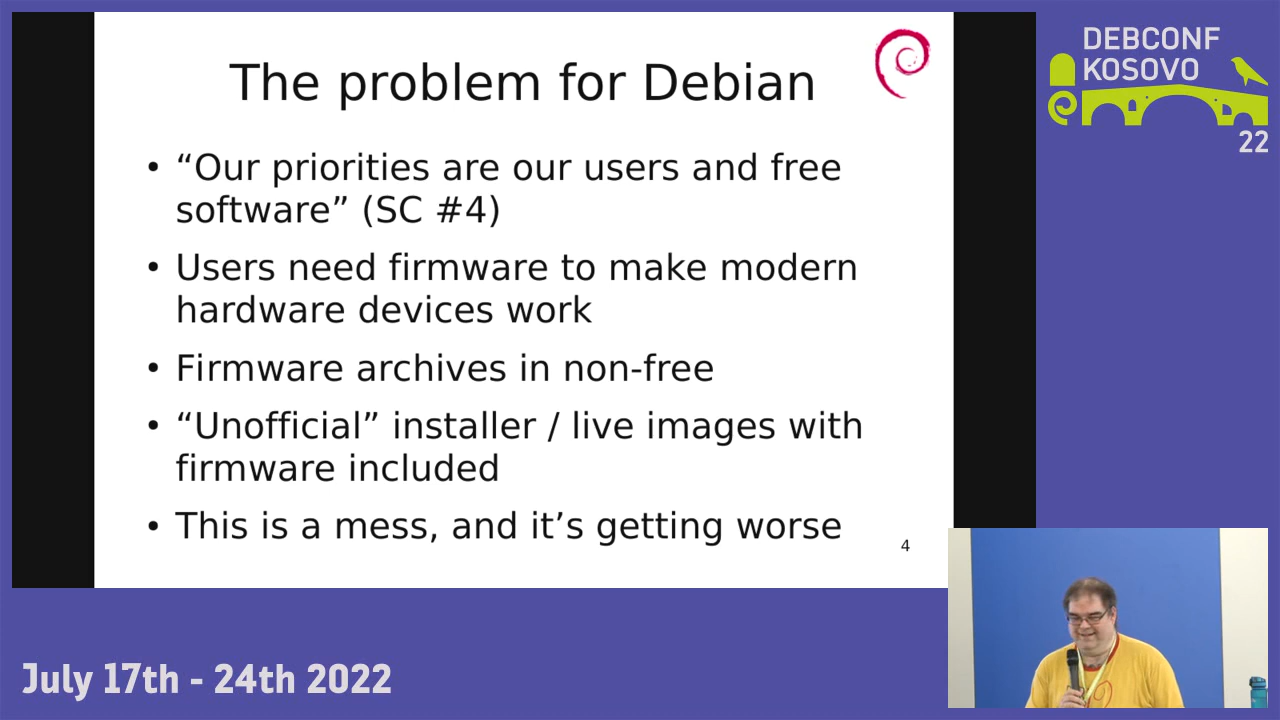 The problem for Debian
• “Our priorities are our users and free
software” (SC #4)
• Users need firmware to make modern
hardware devices work
• Firmware archives in non-free
• “Unofficial” installer / live images with
firmware included
• This is a mess, and it’s getting worse
4
DEBCONF
KOSOVO
22
July 17th - 24th 2022